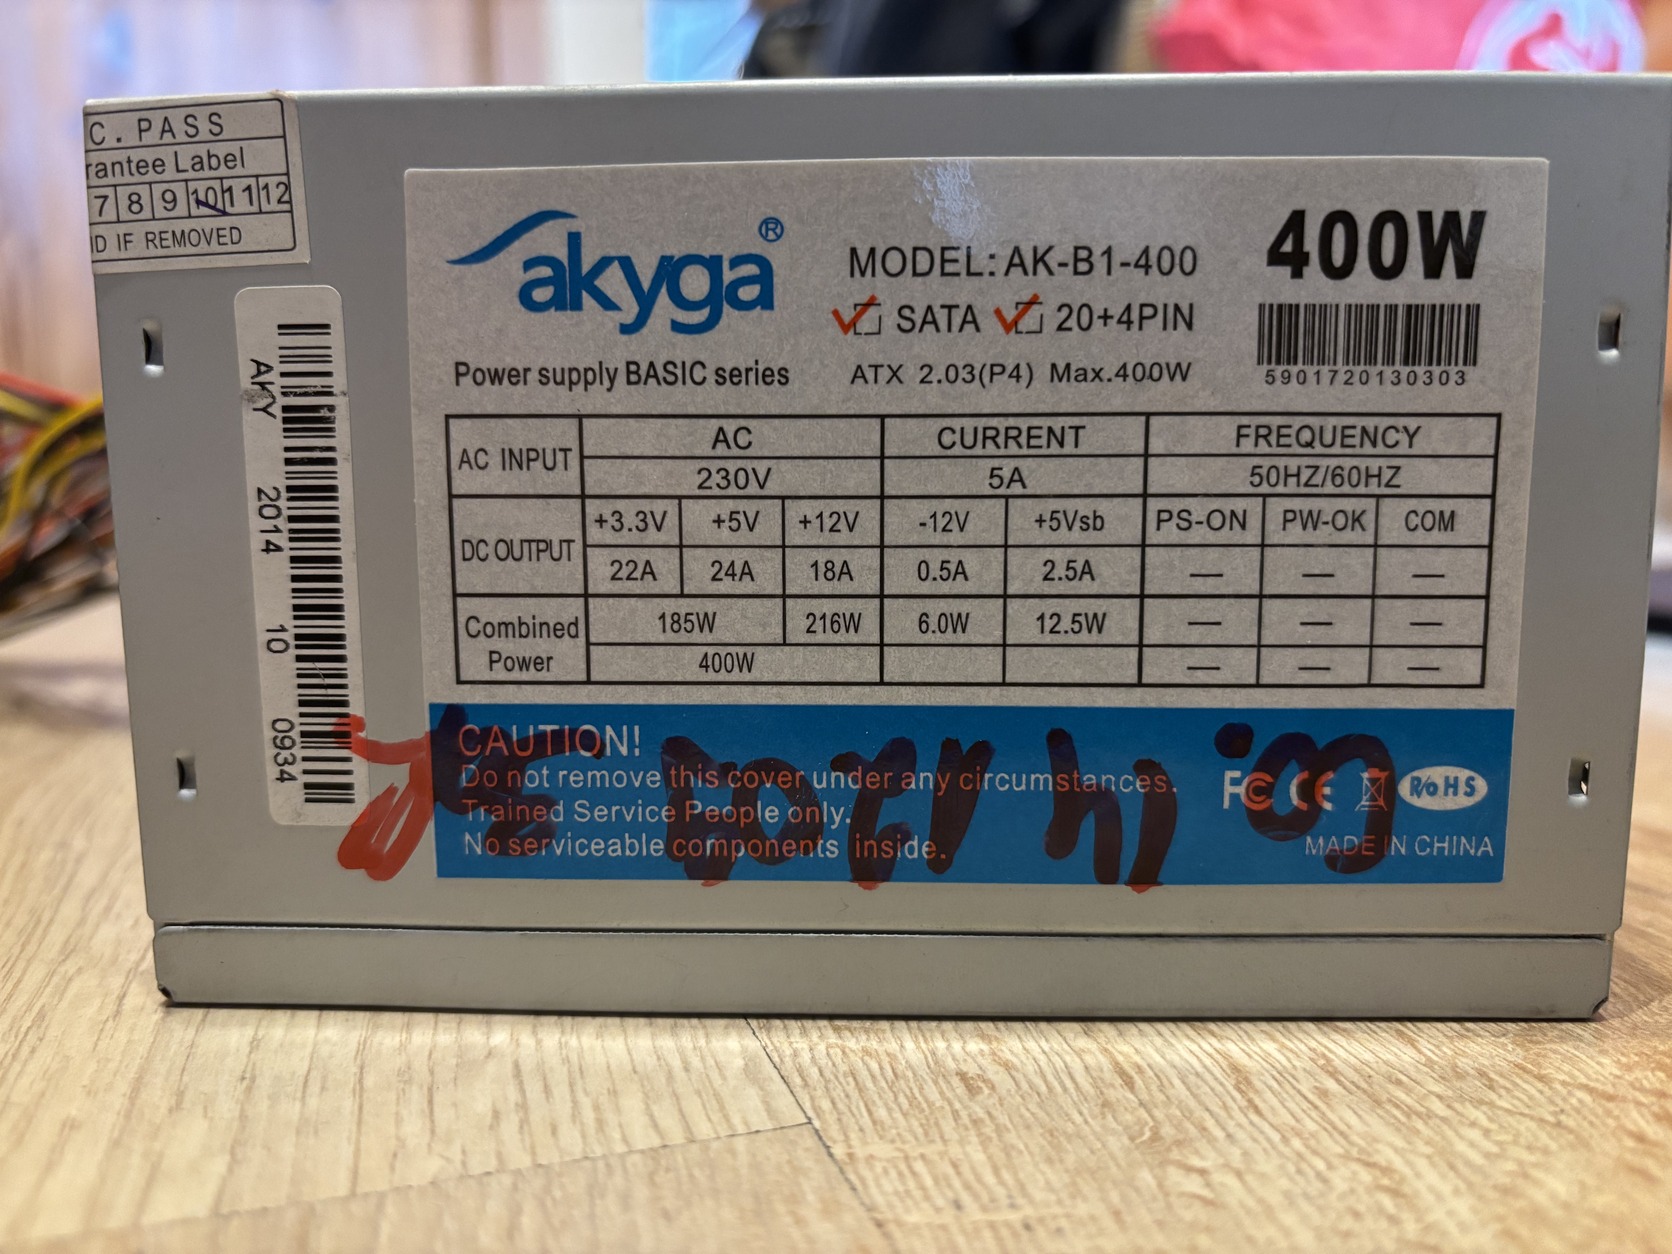 C. PASS
rantee Label
7 8 9 10 11 12
ID IF REMOVED
AKY 2014 10 0934
akyga®
Power supply BASIC series
MODEL: AK-B1-400
SATA 20+4PIN
ATX 2.03(P4) Max.400W
400W
5901720130303
AC INPUT AC CURRENT FREQUENCY
230V 5A 50HZ/60HZ
DC OUTPUT +3.3V +5V +12V -12V +5Vsb PS-ON PW-OK COM
22A 24A 18A 0.5A 2.5A — — —
Combined Power 185W 216W 6.0W 12.5W — — —
400W — — —
CAUTION!
Do not remove this cover under any circumstances.
Trained Service People only.
No serviceable components inside.
FC CE R/oHS
MADE IN CHINA